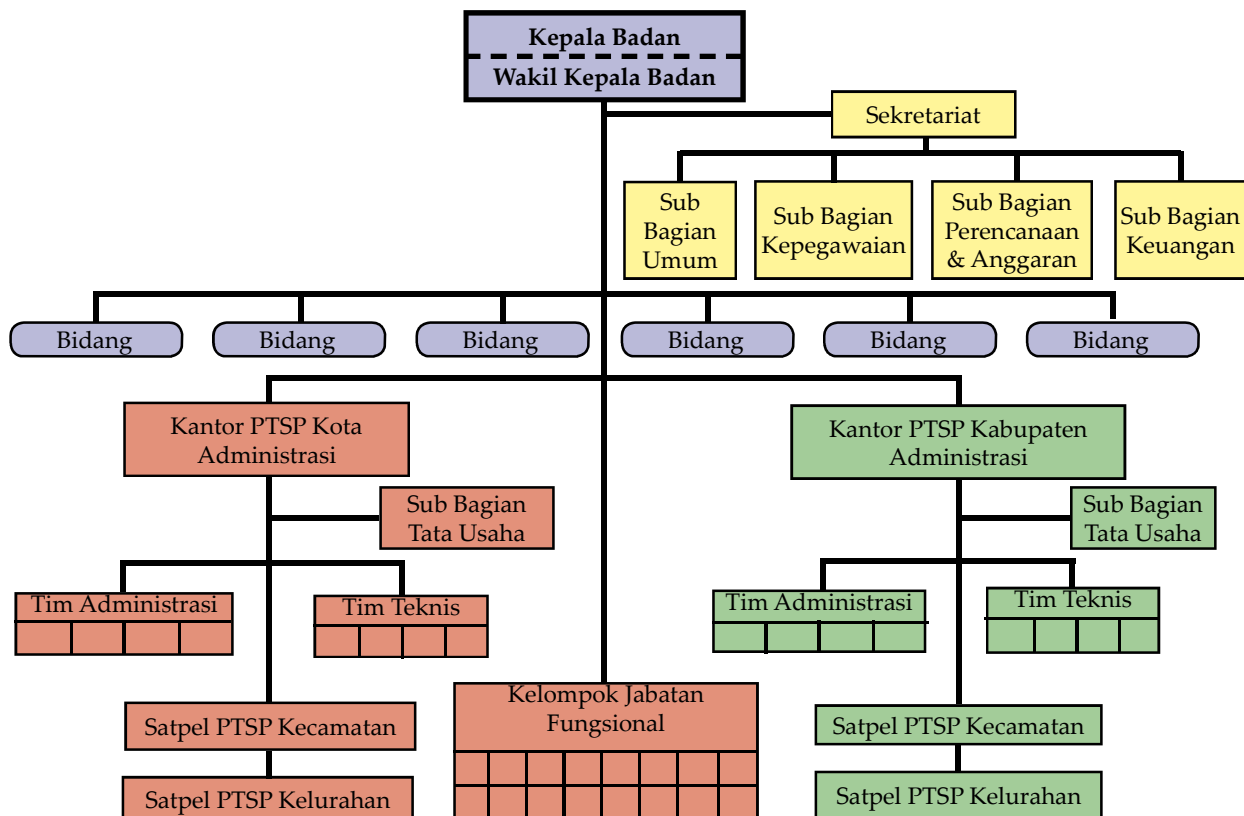 Kepala Badan
Wakil Kepala Badan
Sekretariat
Sub
Bagian
Umum
Sub Bagian
Kepegawaian
Sub Bagian
Perencanaan
& Anggaran
Sub Bagian
Keuangan
Bidang
Bidang
Bidang
Bidang
Bidang
Bidang
Kantor PTSP Kota
Administrasi
Sub Bagian
Tata Usaha
Tim Administrasi
Tim Teknis
Satpel PTSP Kecamatan
Satpel PTSP Kelurahan
Kelompok Jabatan
Fungsional
Kantor PTSP Kabupaten
Administrasi
Sub Bagian
Tata Usaha
Tim Administrasi
Tim Teknis
Satpel PTSP Kecamatan
Satpel PTSP Kelurahan